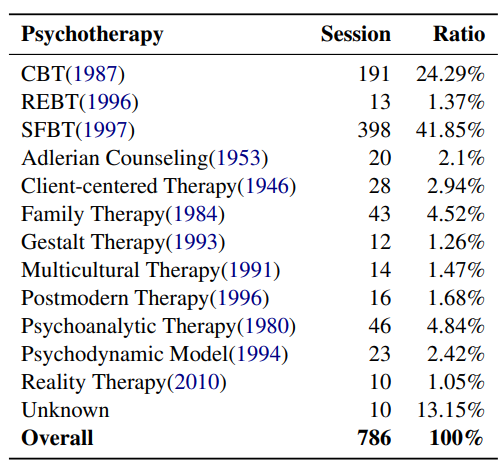 Psychotherapy Session Ratio
CBT(1987) 191 24.29%
REBT(1996) 13 1.37%
SFBT(1997) 398 41.85%
Adlerian Counseling(1953) 20 2.1%
Client-centered Therapy(1946) 28 2.94%
Family Therapy(1984) 43 4.52%
Gestalt Therapy(1993) 12 1.26%
Multicultural Therapy(1991) 14 1.47%
Postmodern Therapy(1996) 16 1.68%
Psychoanalytic Therapy(1980) 46 4.84%
Psychodynamic Model(1994) 23 2.42%
Reality Therapy(2010) 10 1.05%
Unknown 10 13.15%
Overall 786 100%